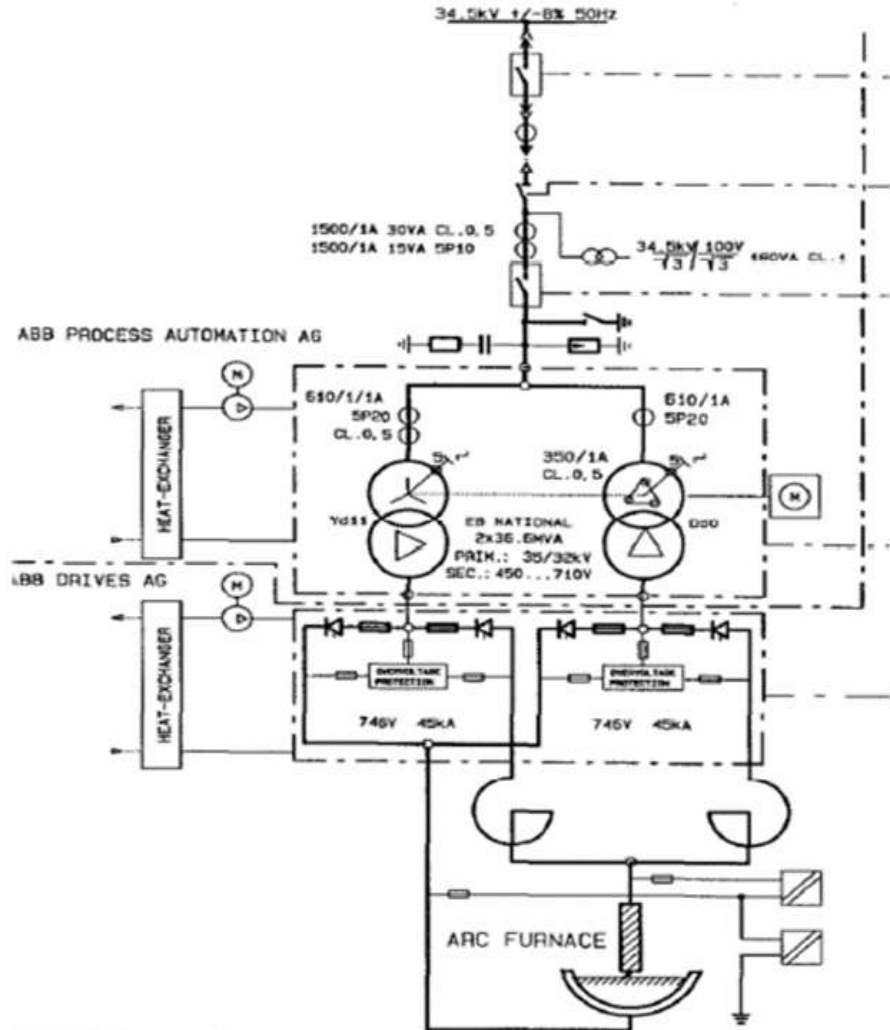 34.5kV +/-8% 50Hz
1500/1A 30VA CL.0,5
1500/1A 15VA 5P10
34.5kV/100V
√3 / √3
160VA CL.1
ABB PROCESS AUTOMATION AG
M
HEAT-EXCHANGER
610/1/1A
5P20
CL.0,5
610/1A
5P20
350/1A
CL.0,5
M
Yd11
EB NATIONAL
2x36.6MVA
PRIM.: 35/32kV
SEC.: 450...710V
Dd0
ABB DRIVES AG
M
HEAT-EXCHANGER
OVERVOLTAGE
PROTECTION
OVERVOLTAGE
PROTECTION
746V 45kA
746V 45kA
ARC FURNACE